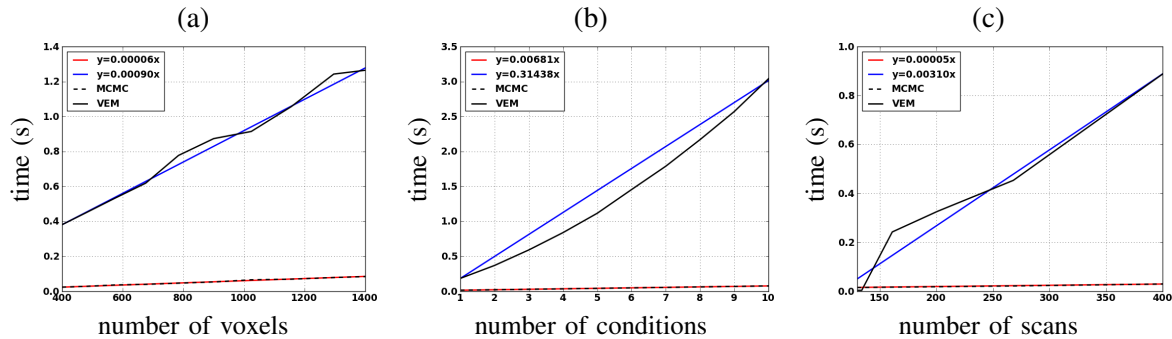 (a)
1.4
1.2
1.0
0.8
0.6
0.4
0.2
0.0
y=0.00006x
y=0.00090x
MCMC
VEM
time (s)
400 600 800 1000 1200 1400
number of voxels
(b)
3.5
3.0
2.5
2.0
1.5
1.0
0.5
0.0
y=0.00681x
y=0.31438x
MCMC
VEM
time (s)
1 2 3 4 5 6 7 8 9 10
number of conditions
(c)
1.0
0.8
0.6
0.4
0.2
0.0
y=0.00005x
y=0.00310x
MCMC
VEM
time (s)
150 200 250 300 350 400
number of scans